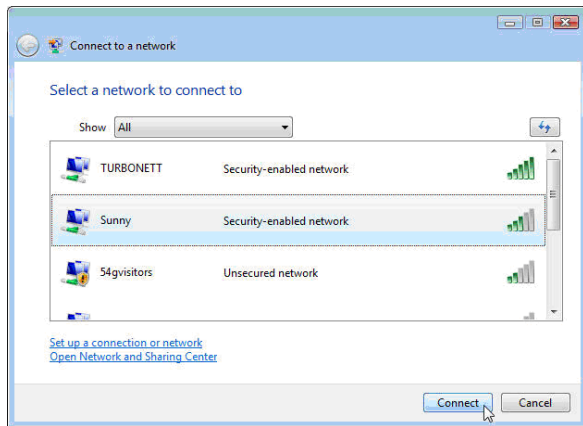 Connect to a network
Select a network to connect to
Show All
TURBONETT Security-enabled network
Sunny Security-enabled network
54gvisitors Unsecured network
Set up a connection or network
Open Network and Sharing Center
Connect Cancel